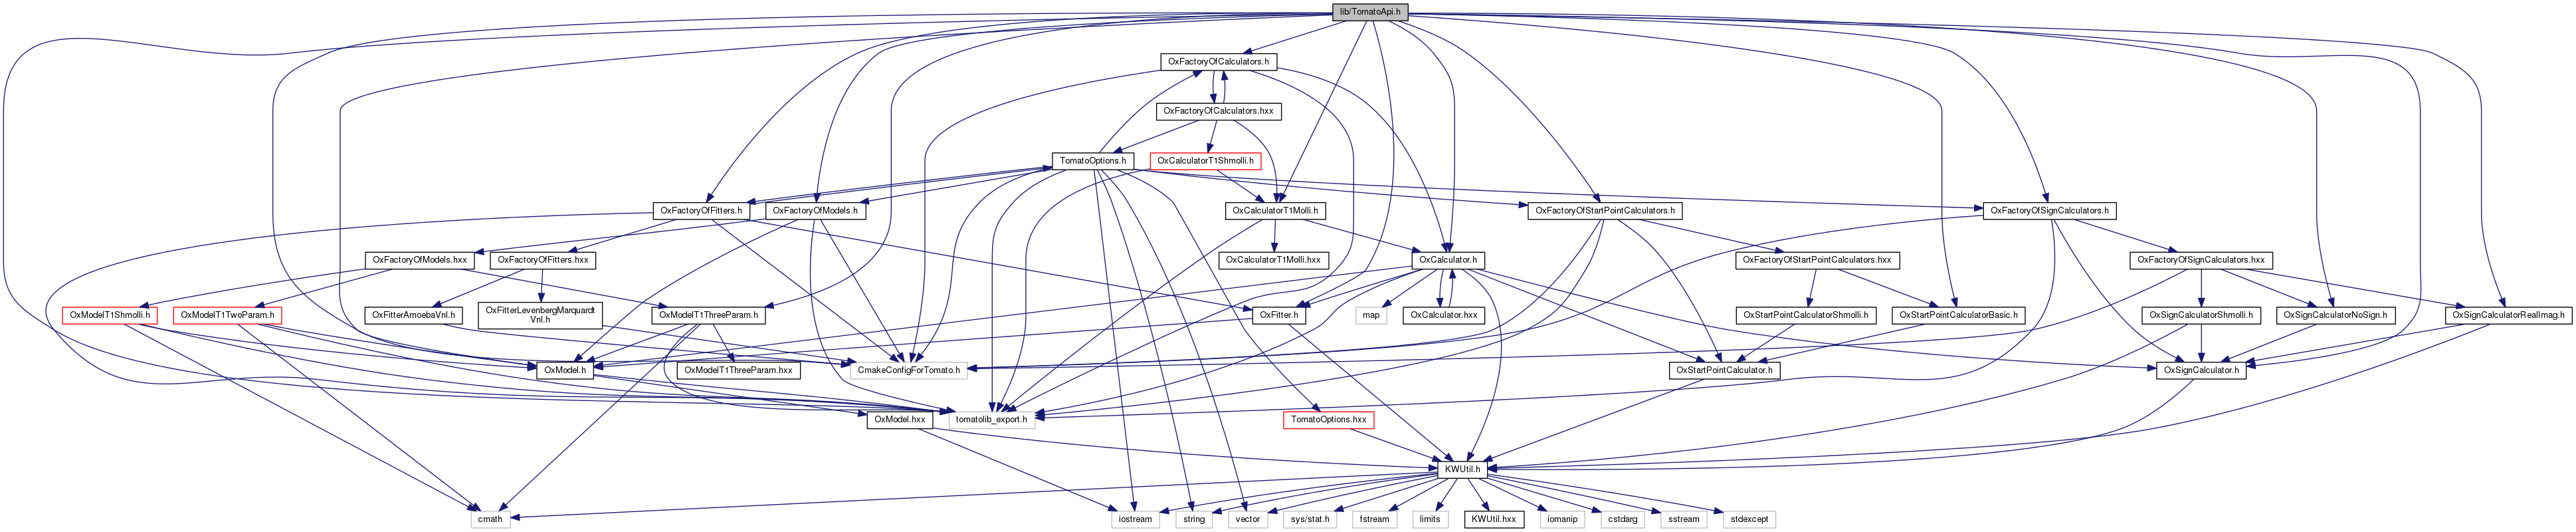 lib/TomatoApi.h
OxFactoryOfCalculators.h
OxFactoryOfCalculators.hxx
TomatoOptions.h
OxCalculatorT1Shmolli.h
OxFactoryOfFitters.h
OxFactoryOfModels.h
OxCalculatorT1Molli.h
OxFactoryOfStartPointCalculators.h
OxFactoryOfSignCalculators.h
OxFactoryOfModels.hxx
OxFactoryOfFitters.hxx
OxCalculatorT1Molli.hxx
OxCalculator.h
OxFactoryOfStartPointCalculators.hxx
OxFactoryOfSignCalculators.hxx
OxModelT1Shmolli.h
OxModelT1TwoParam.h
OxFitterAmoebaVnl.h
OxFitterLevenbergMarquardt
Vnl.h
OxModelT1ThreeParam.h
OxFitter.h
map
OxCalculator.hxx
OxStartPointCalculatorShmolli.h
OxStartPointCalculatorBasic.h
OxSignCalculatorShmolli.h
OxSignCalculatorNoSign.h
OxSignCalculatorRealImag.h
OxModel.h
OxModelT1ThreeParam.hxx
CmakeConfigForTomato.h
OxStartPointCalculator.h
OxSignCalculator.h
OxModel.hxx
tomatolib_export.h
TomatoOptions.hxx
KWUtil.h
cmath
iostream
string
vector
sys/stat.h
fstream
limits
KWUtil.hxx
iomanip
cstdarg
sstream
stdexcept